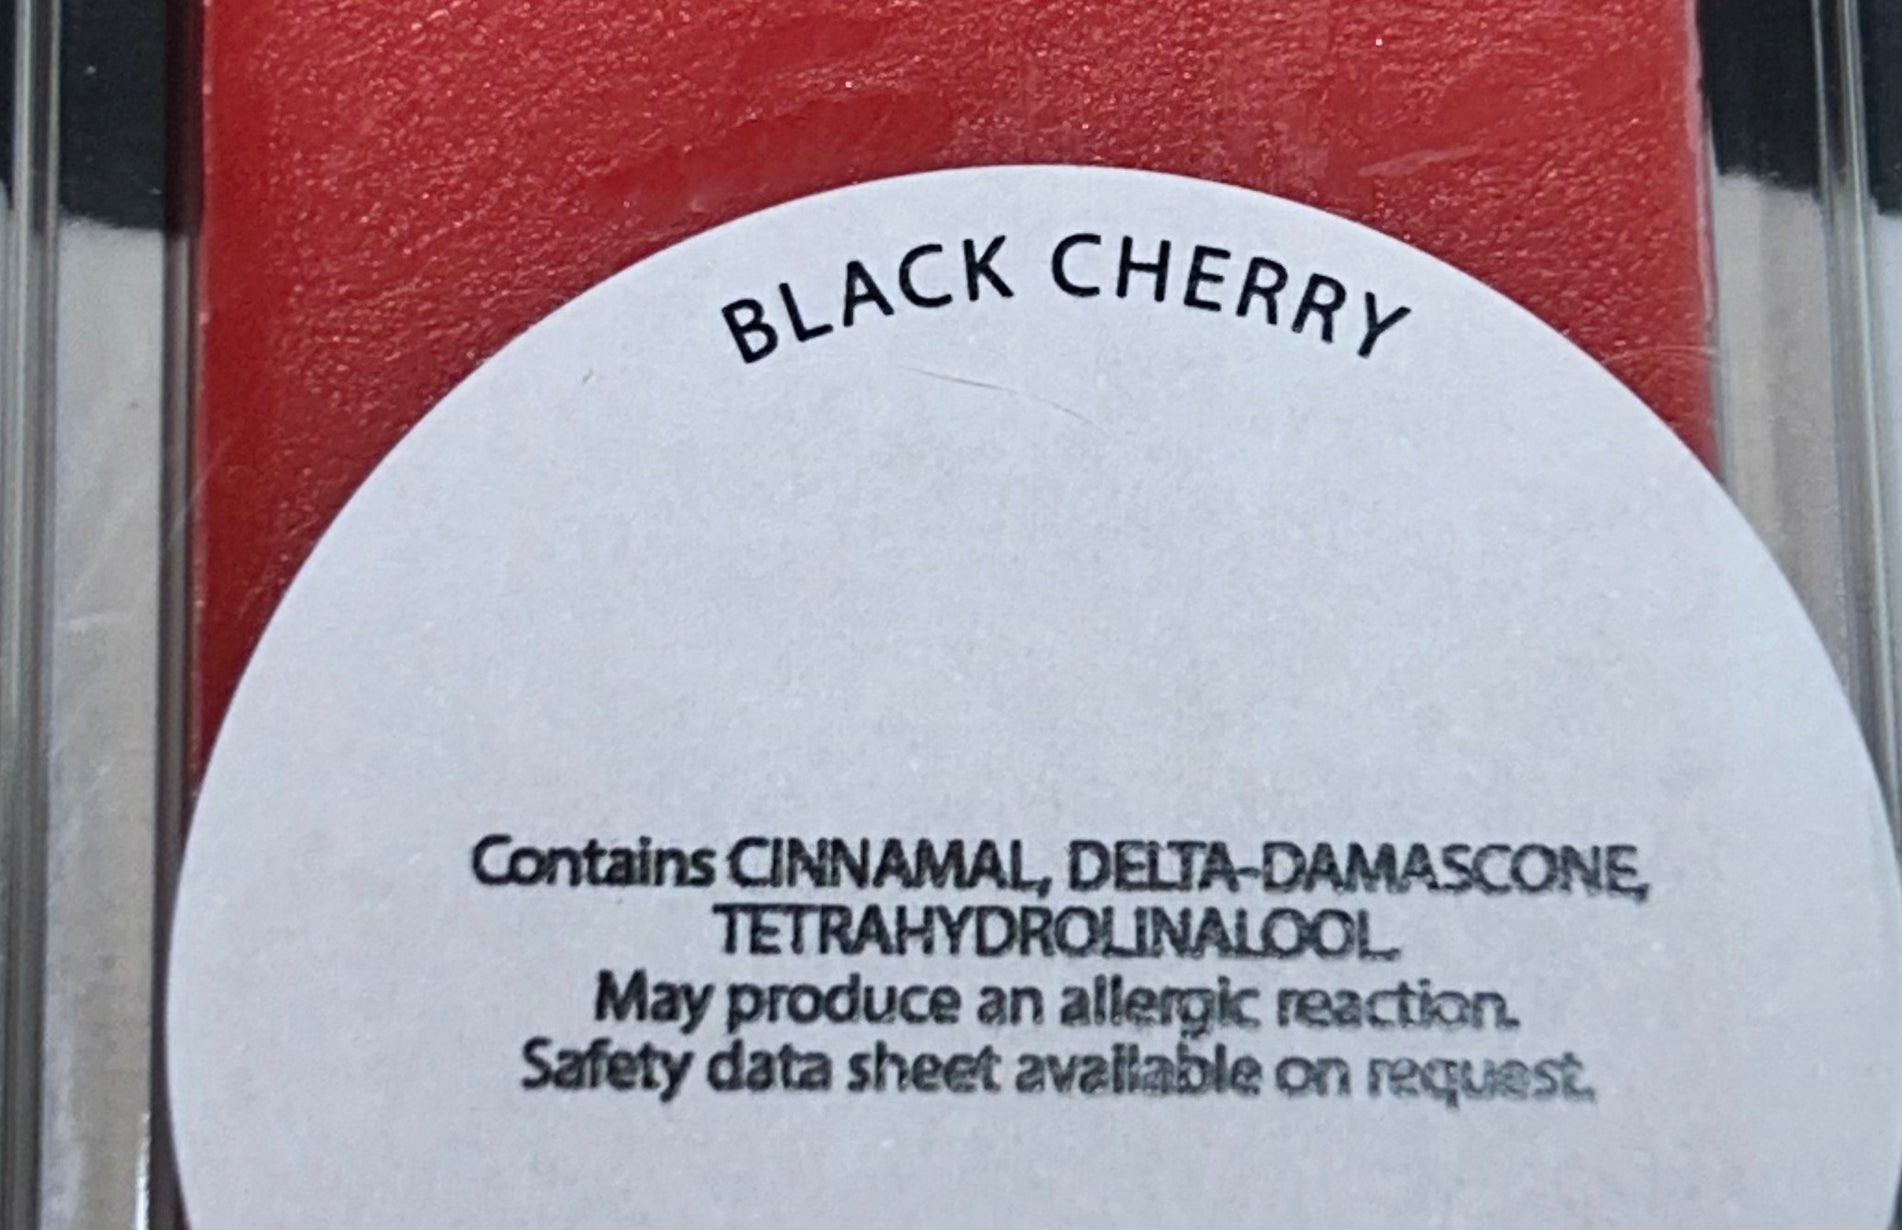 BLACK CHERRY
Contains CINNAMAL, DELTA-DAMASCONE,
TETRAHYDROLINALOOL.
May produce an allergic reaction.
Safety data sheet available on request.